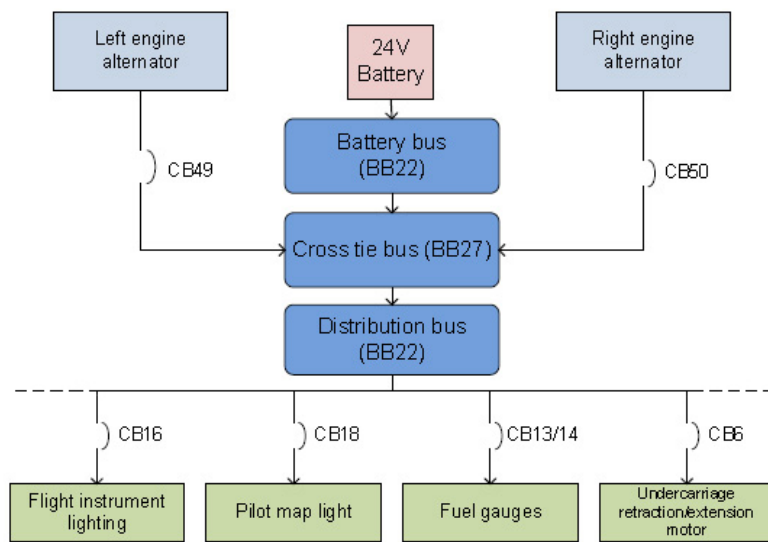 Left engine
alternator
24V
Battery
Right engine
alternator
Battery bus
(BB22)
CB49
CB50
Cross tie bus (BB27)
Distribution bus
(BB22)
CB16
CB18
CB13/14
CB6
Flight instrument
lighting
Pilot map light
Fuel gauges
Undercarriage
retraction/extension
motor